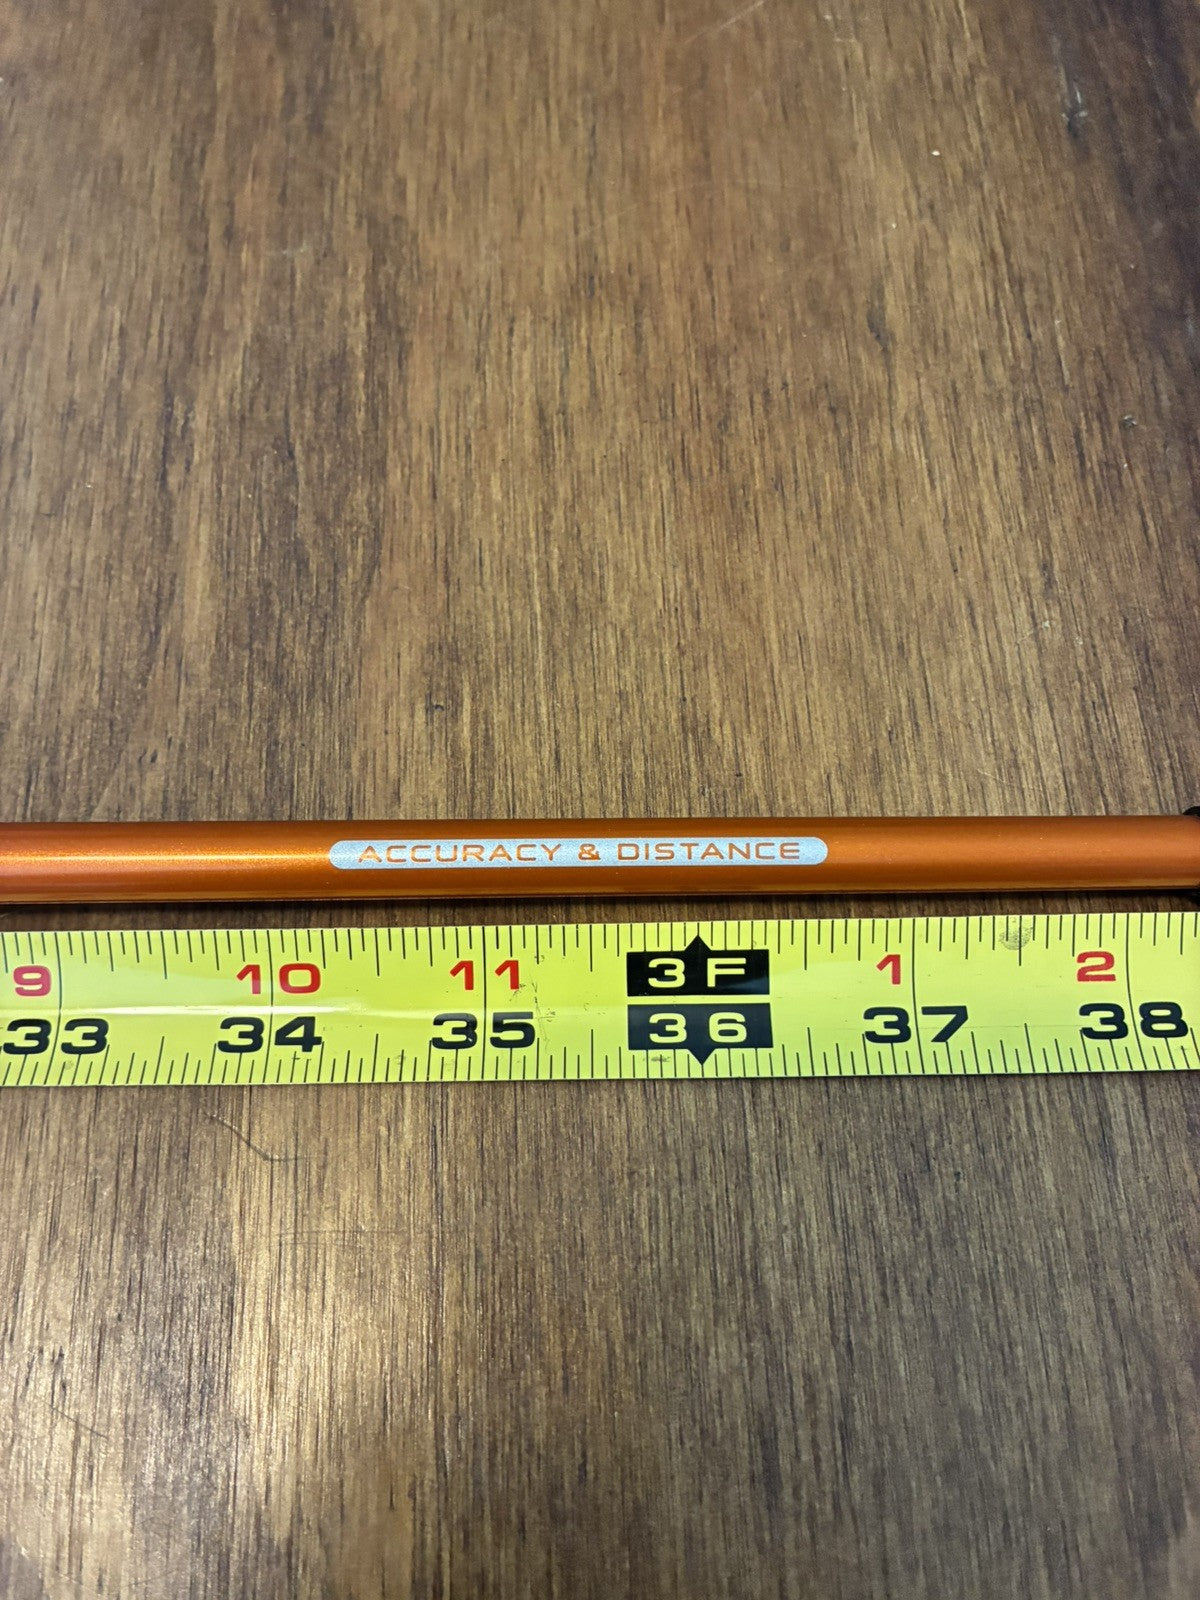 ACCURACY & DISTANCE
9 10 11 3F 1 2
33 34 35 36 37 38